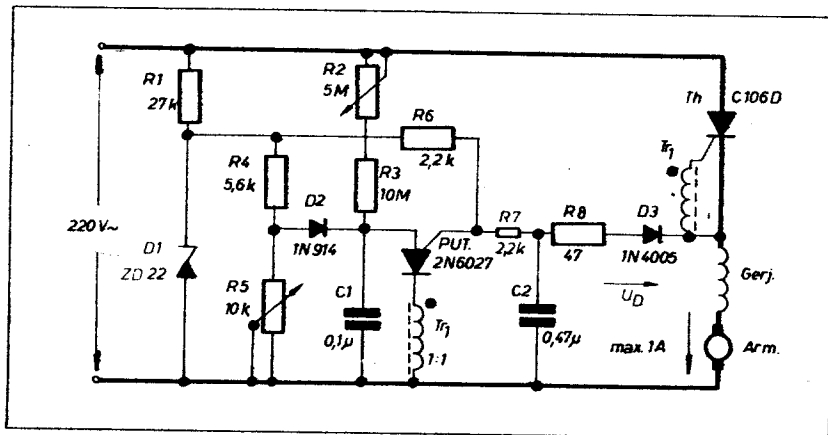 R1
27k
R2
5M
Th
C106D
R6
2,2k
Tr1
R4
5,6k
R3
10M
D2
1N914
R7
2,2k
R8
47
D3
1N4005
220V~
D1
ZD 22
PUT.
2N6027
R5
10k
C1
0,1µ
Tr1
1:1
C2
0,47µ
UD
Gerj.
max. 1A
Arm.